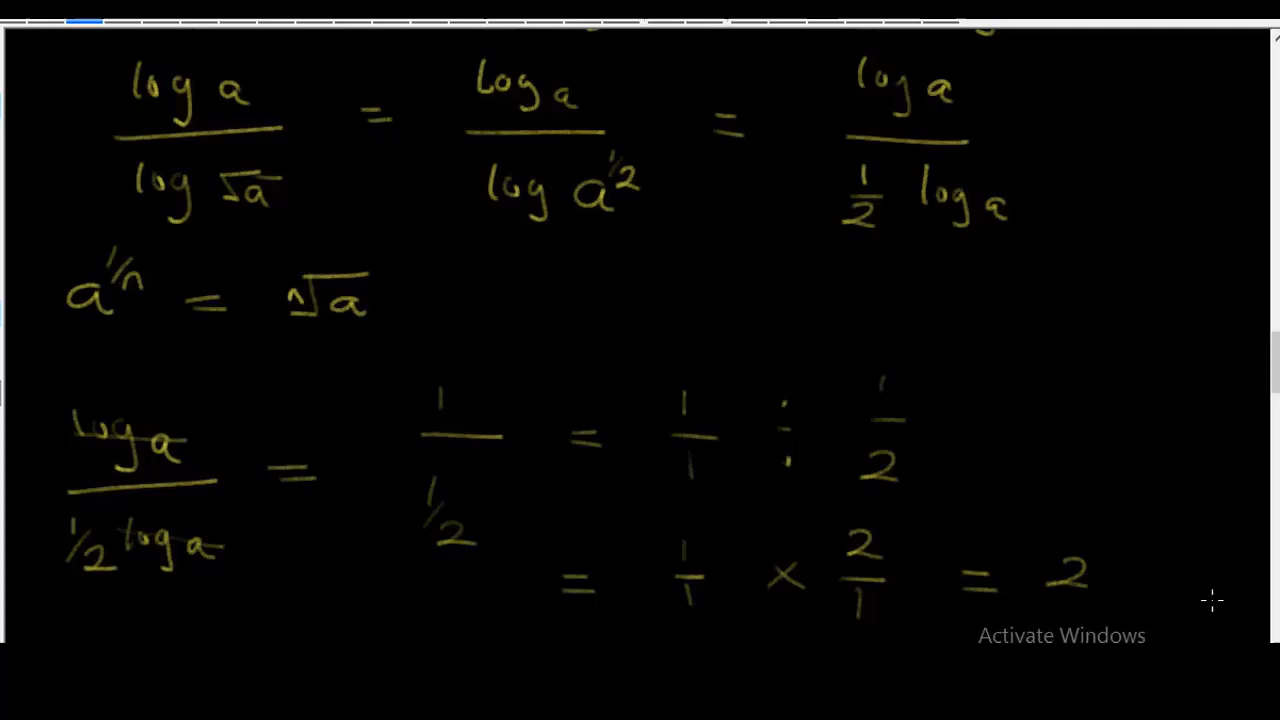 log a / log √a = log a / log a^1/2 = log a / 1/2 log a
a^1/n = ⁿ√a
log a / 1/2 log a = 1 / 1/2 = 1/1 ÷ 1/2
= 1/1 × 2/1 = 2
Activate Windows